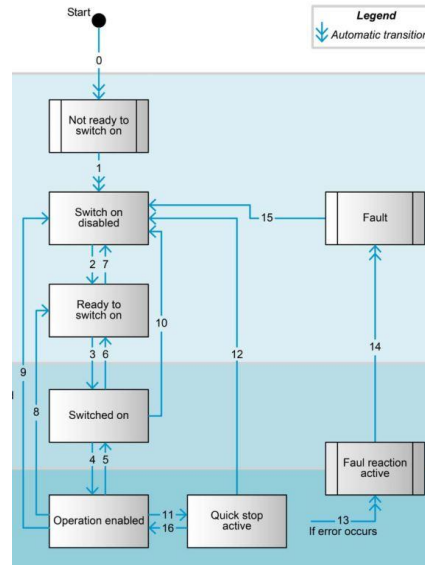 Start
Legend
Automatic transition
0
Not ready to
switch on
1
Switch on
disabled
15
Fault
2
7
Ready to
switch on
10
12
14
3
6
9
8
Switched on
4
5
Faul reaction
active
Operation enabled
11
16
Quick stop
active
13
If error occurs